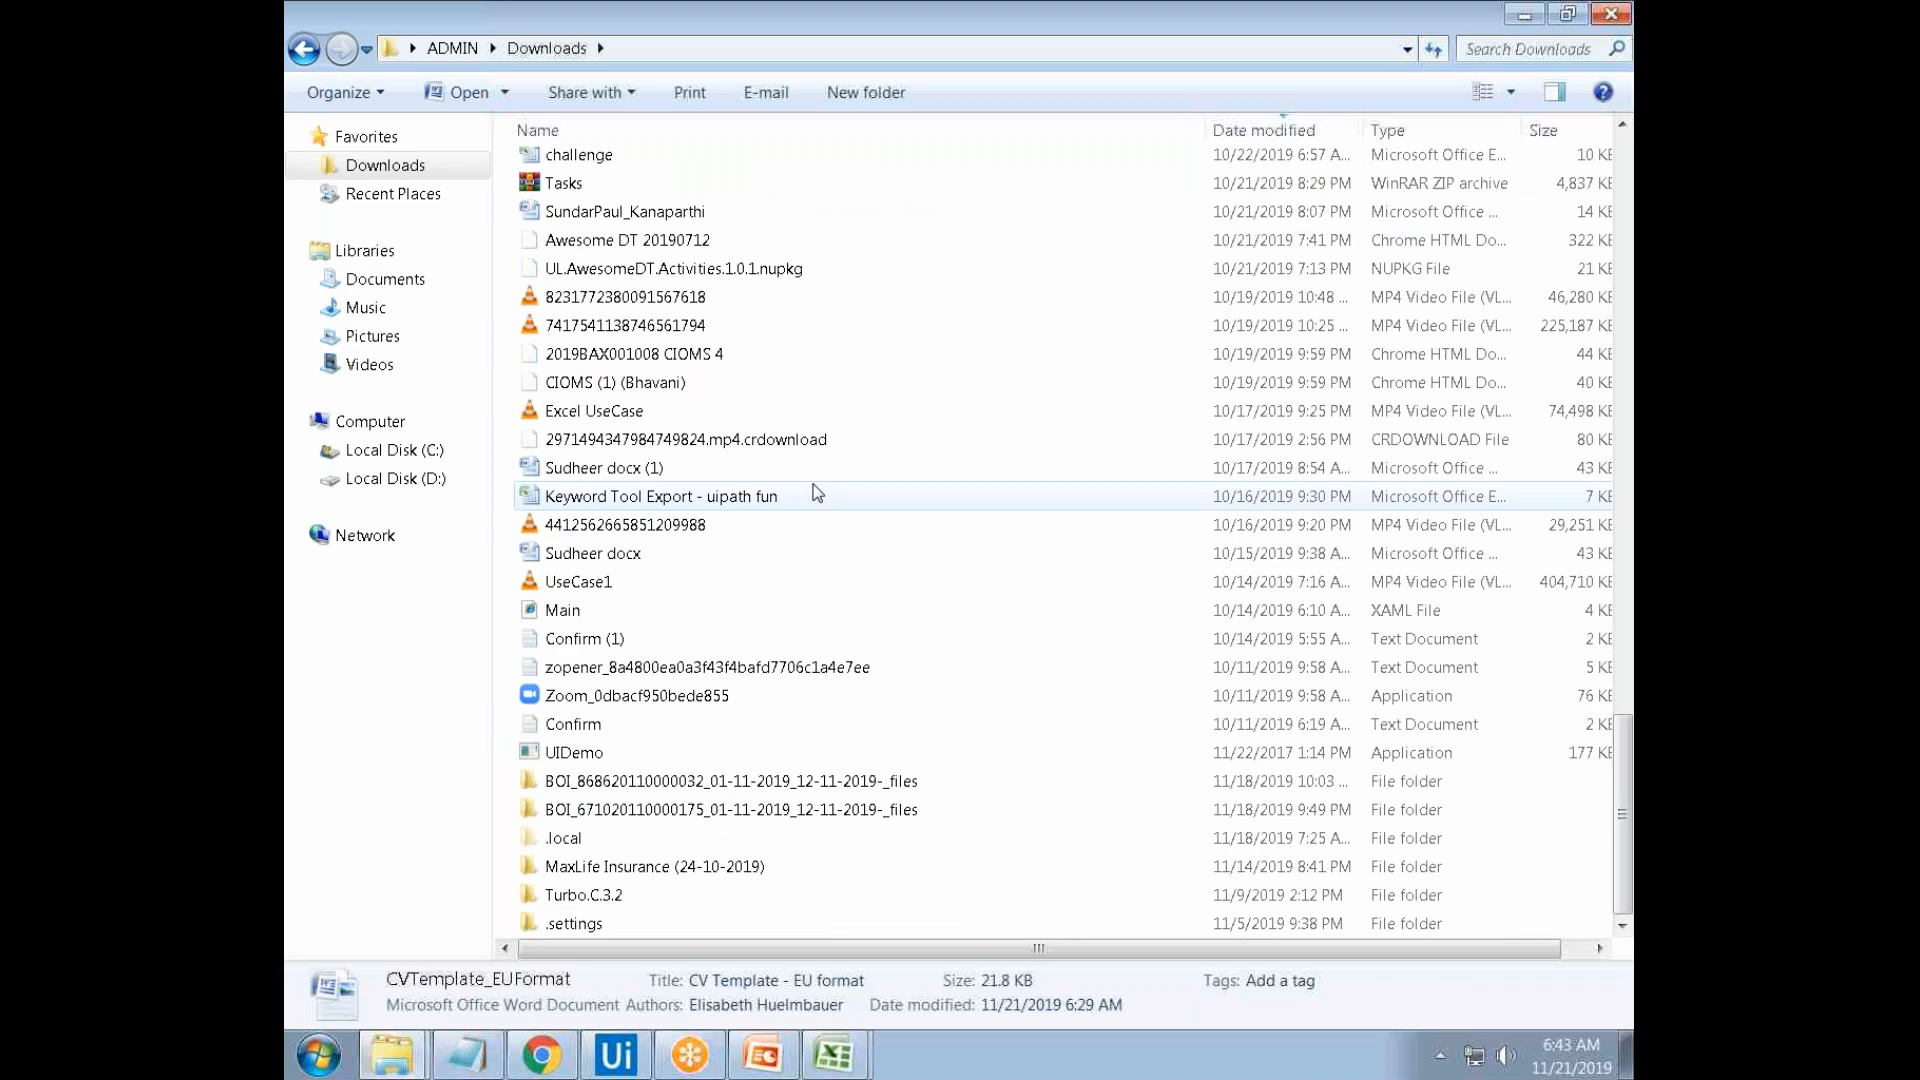 ADMIN Downloads Search Downloads
Organize Open Share with Print E-mail New folder
Favorites
Downloads
Recent Places
Libraries
Documents
Music
Pictures
Videos
Computer
Local Disk (C:)
Local Disk (D:)
Network
Name Date modified Type Size
challenge 10/22/2019 6:57 A... Microsoft Office E... 10 KB
Tasks 10/21/2019 8:29 PM WinRAR ZIP archive 4,837 KB
SundarPaul_Kanaparthi 10/21/2019 8:07 PM Microsoft Office ... 14 KB
Awesome DT 20190712 10/21/2019 7:41 PM Chrome HTML Do... 322 KB
UL.AwesomeDT.Activities.1.0.1.nupkg 10/21/2019 7:13 PM NUPKG File 21 KB
8231772380091567618 10/19/2019 10:48 ... MP4 Video File (VL... 46,280 KB
7417541138746561794 10/19/2019 10:25 ... MP4 Video File (VL... 225,187 KB
2019BAX001008 CIOMS 4 10/19/2019 9:59 PM Chrome HTML Do... 44 KB
CIOMS (1) (Bhavani) 10/19/2019 9:59 PM Chrome HTML Do... 40 KB
Excel UseCase 10/17/2019 9:25 PM MP4 Video File (VL... 74,498 KB
2971494347984749824.mp4.crdownload 10/17/2019 2:56 PM CRDOWNLOAD File 80 KB
Sudheer docx (1) 10/17/2019 8:54 A... Microsoft Office ... 43 KB
Keyword Tool Export - uipath fun 10/16/2019 9:30 PM Microsoft Office E... 7 KB
4412562665851209988 10/16/2019 9:20 PM MP4 Video File (VL... 29,251 KB
Sudheer docx 10/15/2019 9:38 A... Microsoft Office ... 43 KB
UseCase1 10/14/2019 7:16 A... MP4 Video File (VL... 404,710 KB
Main 10/14/2019 6:10 A... XAML File 4 KB
Confirm (1) 10/14/2019 5:55 A... Text Document 2 KB
zopener_8a4800ea0a3f43f4bafd7706c1a4e7ee 10/11/2019 9:58 A... Text Document 5 KB
Zoom_0dbacf950bede855 10/11/2019 9:58 A... Application 76 KB
Confirm 10/11/2019 6:19 A... Text Document 2 KB
UIDemo 11/22/2017 1:14 PM Application 177 KB
BOI_868620110000032_01-11-2019_12-11-2019-_files 11/18/2019 10:03 ... File folder
BOI_671020110000175_01-11-2019_12-11-2019-_files 11/18/2019 9:49 PM File folder
.local 11/18/2019 7:25 A... File folder
MaxLife Insurance (24-10-2019) 11/14/2019 8:41 PM File folder
Turbo.C.3.2 11/9/2019 2:12 PM File folder
.settings 11/5/2019 9:38 PM File folder
CVTemplate_EUFormat Title: CV Template - EU format Size: 21.8 KB Tags: Add a tag
Microsoft Office Word Document Authors: Elisabeth Huelmbauer Date modified: 11/21/2019 6:29 AM
Ui 6:43 AM
11/21/2019